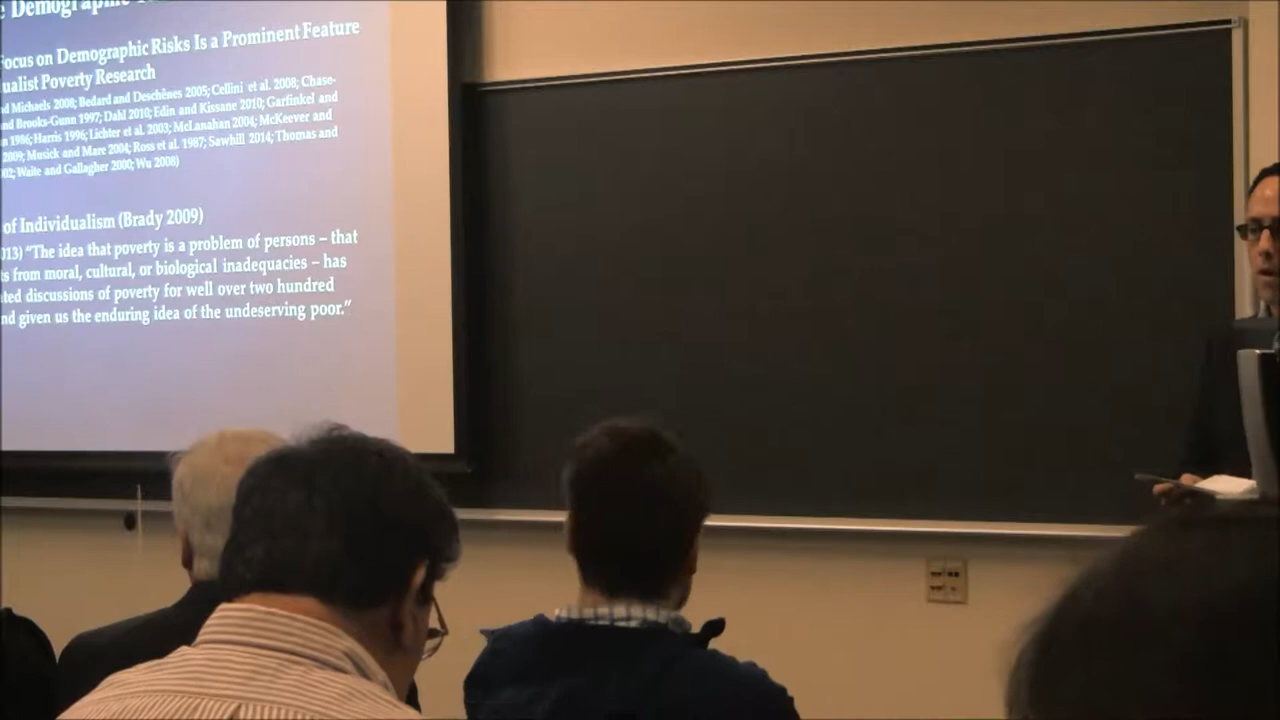 e Demographic
Focus on Demographic Risks Is a Prominent Feature
ualist Poverty Research
nd Michaels 2008; Bedard and Deschênes 2005; Cellini et al. 2008; Chase-
nd Brooks-Gunn 1997; Dahl 2010; Edin and Kissane 2010; Garfinkel and
n 1986; Harris 1996; Lichter et al. 2003; McLanahan 2004; McKeever and
2009; Musick and Mare 2004; Ross et al. 1987; Sawhill 2014; Thomas and
02; Waite and Gallagher 2000; Wu 2008)
of Individualism (Brady 2009)
013) “The idea that poverty is a problem of persons – that
ts from moral, cultural, or biological inadequacies – has
ted discussions of poverty for well over two hundred
nd given us the enduring idea of the undeserving poor.”